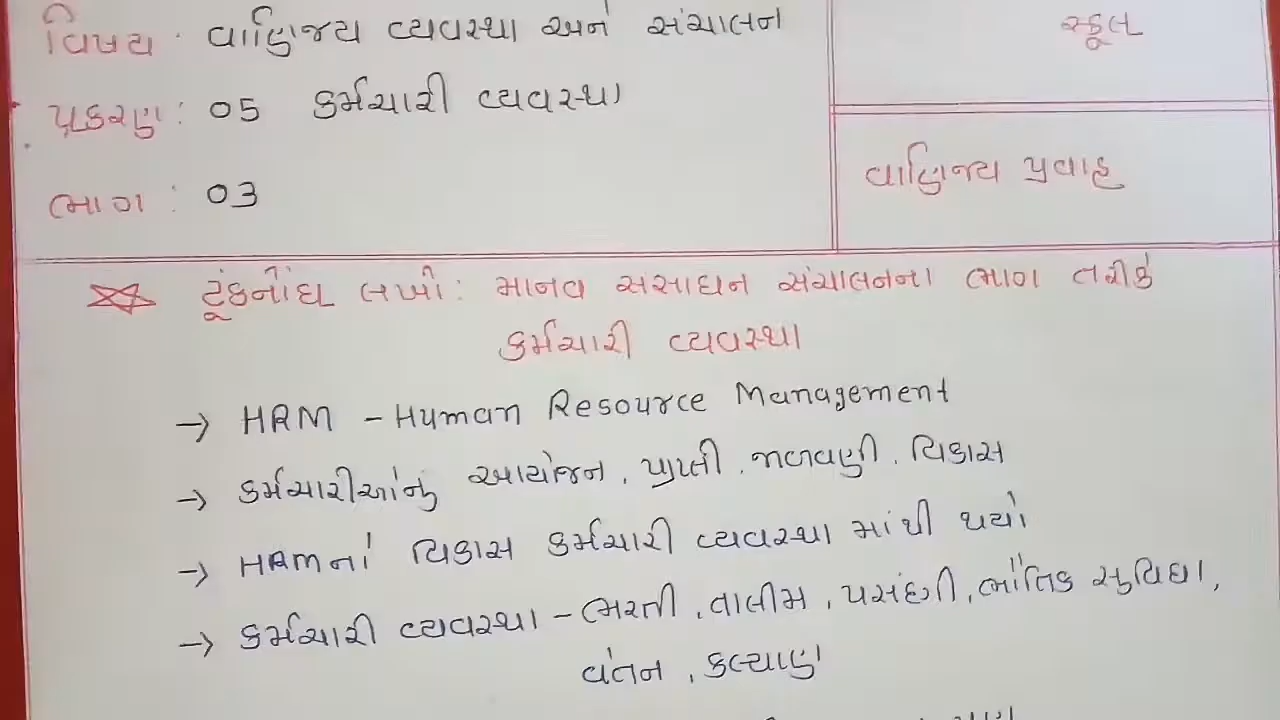 વિષય : વાણિજ્ય વ્યવસ્થા અને સંચાલન
સ્કૂલ
પ્રકરણ : 05 કર્મચારી વ્યવસ્થા
વાણિજ્ય પ્રવાહ
ભાગ : 03
ટૂંકનોંધ લખો : માનવ સંસાધન સંચાલનના ભાગ તરીકે
કર્મચારી વ્યવસ્થા
→ HRM - Human Resource Management
→ કર્મચારીઓનું આયોજન, પ્રાપ્તી, જાળવણી, વિકાસ
→ HRMનો વિકાસ કર્મચારી વ્યવસ્થા માંથી થયો
→ કર્મચારી વ્યવસ્થા - ભરતી, તાલીમ, પસંદગી, ભૌતિક સુવિધા,
વેતન, કલ્યાણ